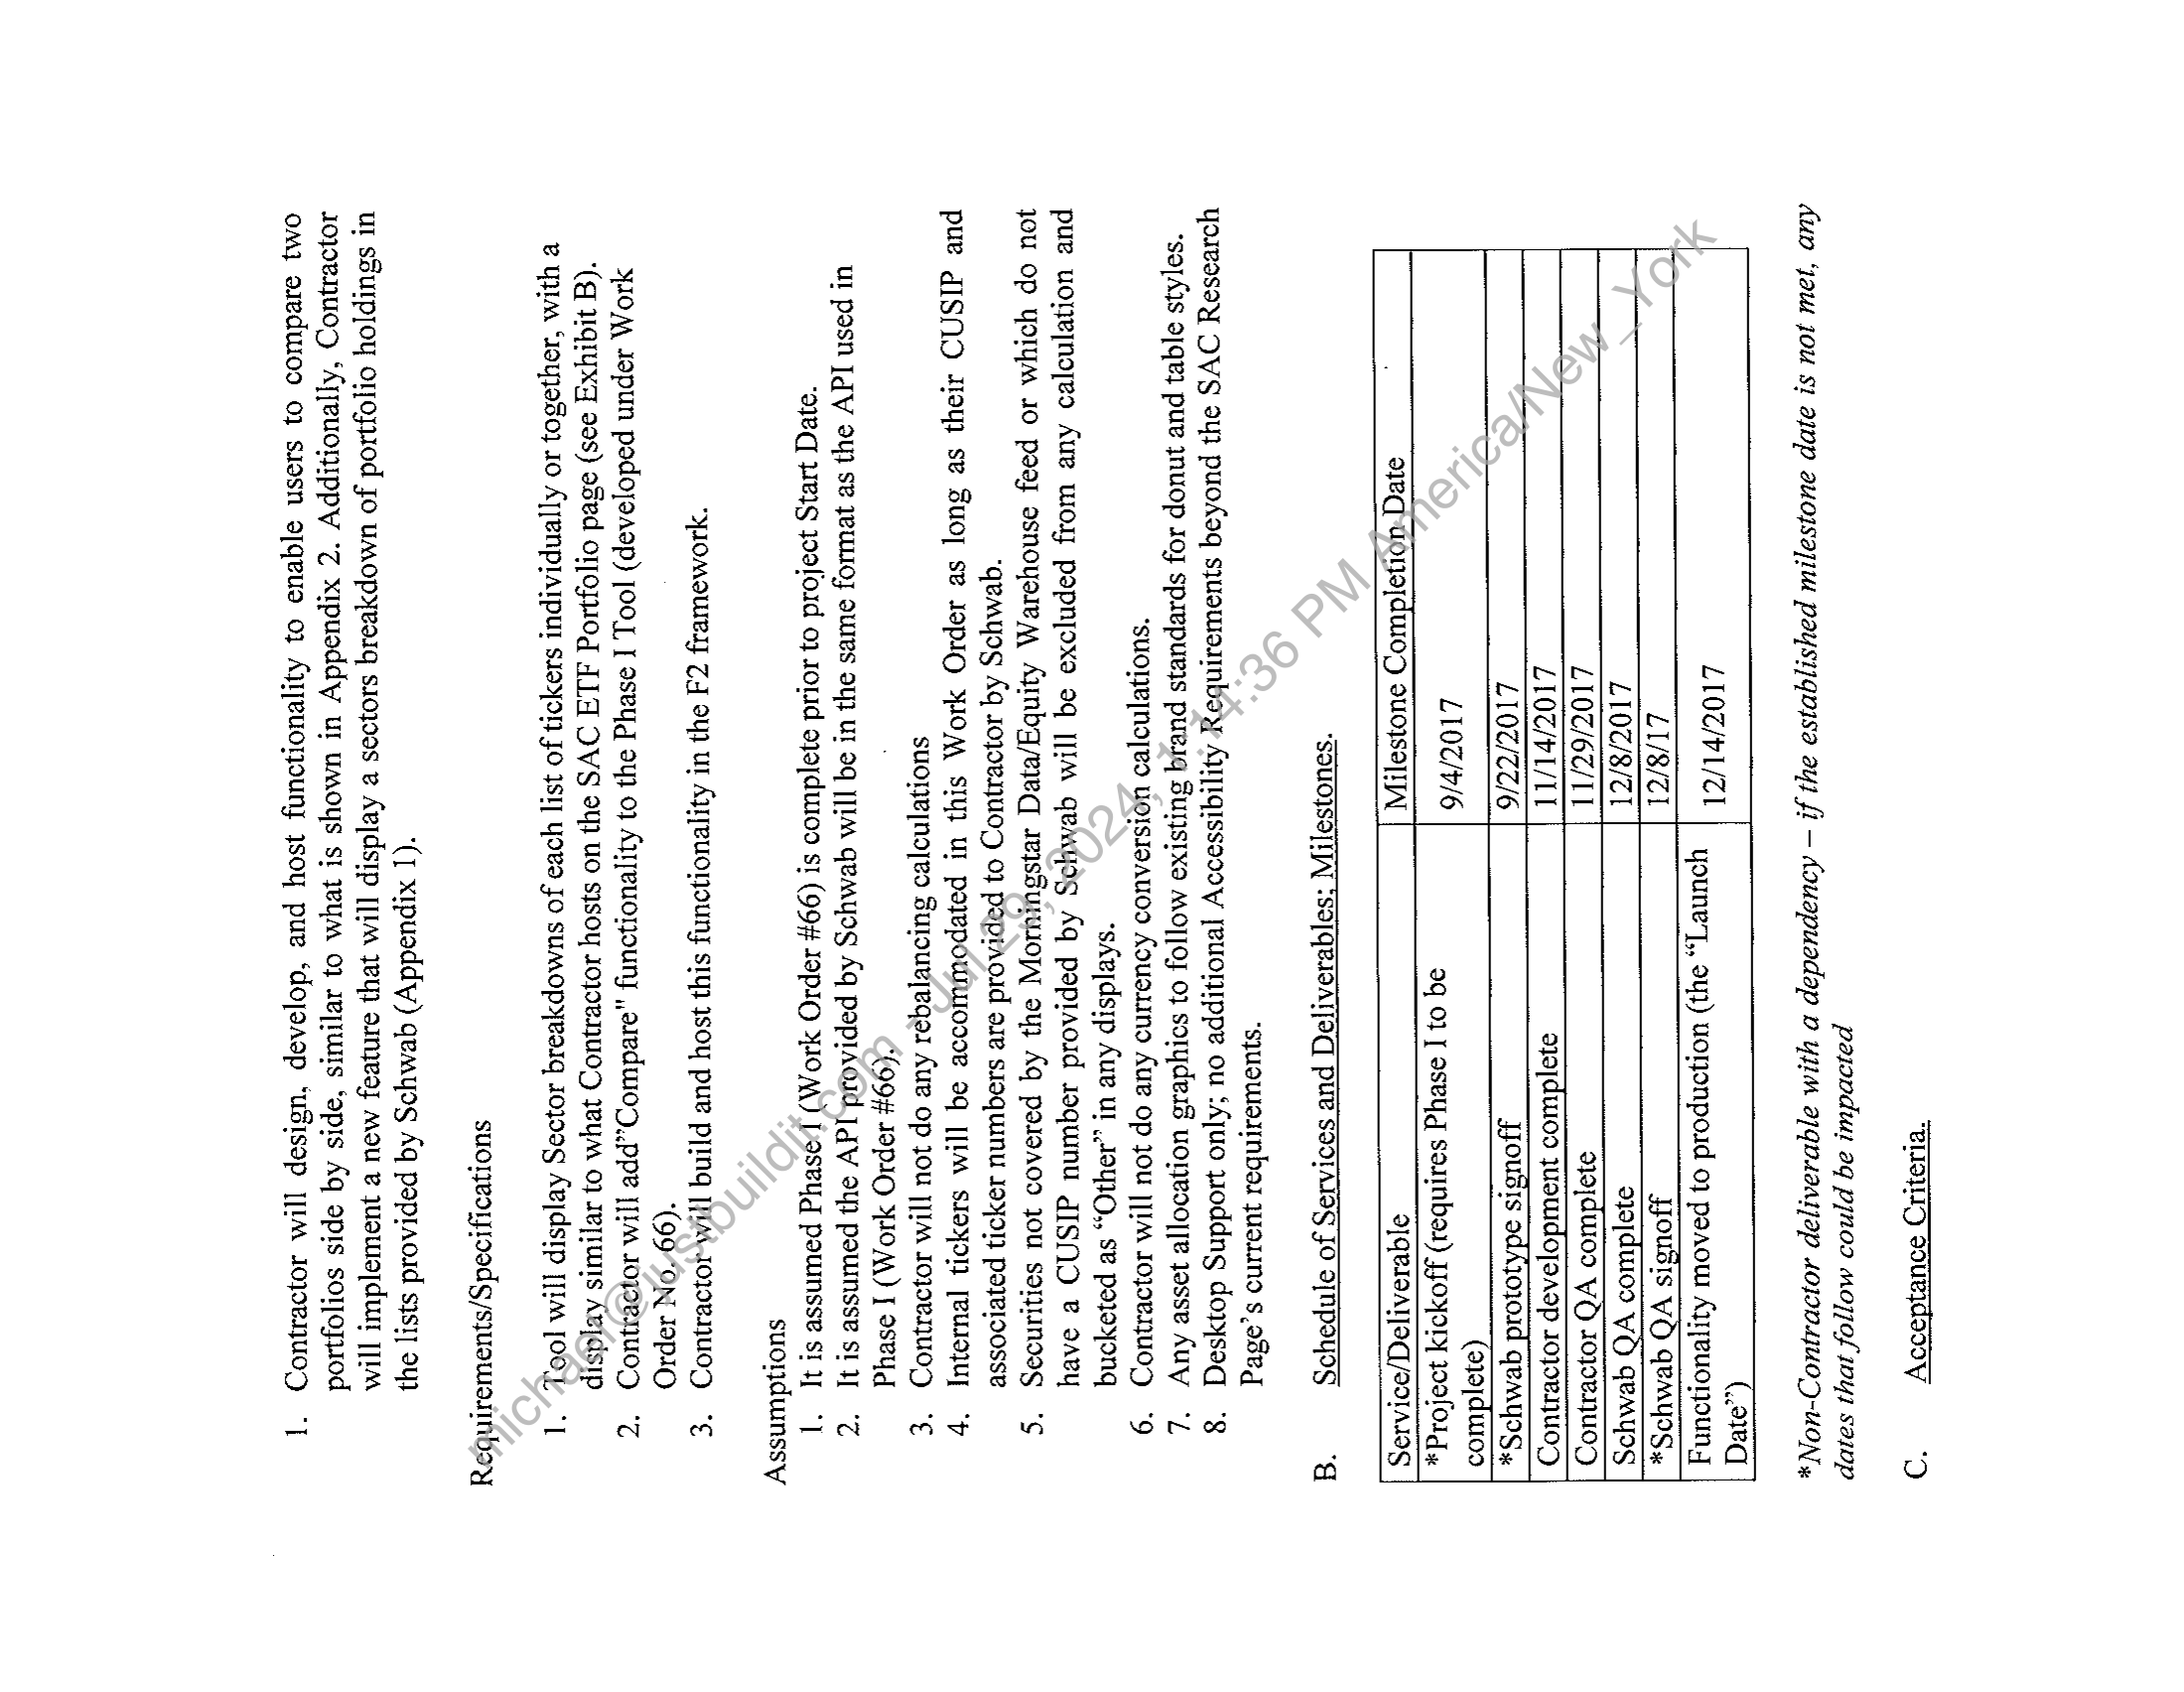 1. Contractor will design, develop, and host functionality to enable users to compare two
portfolios side by side, similar to what is shown in Appendix 2. Additionally, Contractor
will implement a new feature that will display a sectors breakdown of portfolio holdings in
the lists provided by Schwab (Appendix 1).
Requirements/Specifications
1. Tool will display Sector breakdowns of each list of tickers individually or together, with a
display similar to what Contractor hosts on the SAC ETF Portfolio page (see Exhibit B).
2. Contractor will add"Compare" functionality to the Phase I Tool (developed under Work
Order No. 66).
3. Contractor will build and host this functionality in the F2 framework.
Assumptions
1. It is assumed Phase I (Work Order #66) is complete prior to project Start Date.
2. It is assumed the API provided by Schwab will be in the same format as the API used in
Phase I (Work Order #66).
3. Contractor will not do any rebalancing calculations
4. Internal tickers will be accommodated in this Work Order as long as their CUSIP and
associated ticker numbers are provided to Contractor by Schwab.
5. Securities not covered by the Morningstar Data/Equity Warehouse feed or which do not
have a CUSIP number provided by Schwab will be excluded from any calculation and
bucketed as “Other” in any displays.
6. Contractor will not do any currency conversion calculations.
7. Any asset allocation graphics to follow existing brand standards for donut and table styles.
8. Desktop Support only; no additional Accessibility Requirements beyond the SAC Research
Page’s current requirements.
B. Schedule of Services and Deliverables; Milestones.
Service/Deliverable Milestone Completion Date
*Project kickoff (requires Phase I to be
complete) 9/4/2017
*Schwab prototype signoff 9/22/2017
Contractor development complete 11/14/2017
Contractor QA complete 11/29/2017
Schwab QA complete 12/8/2017
*Schwab QA signoff 12/8/17
Functionality moved to production (the “Launch
Date”) 12/14/2017
*Non-Contractor deliverable with a dependency – if the established milestone date is not met, any
dates that follow could be impacted
C. Acceptance Criteria.
michael@justbuildit.com - Jul 29, 2024, 1:14:36 PM America/New_York